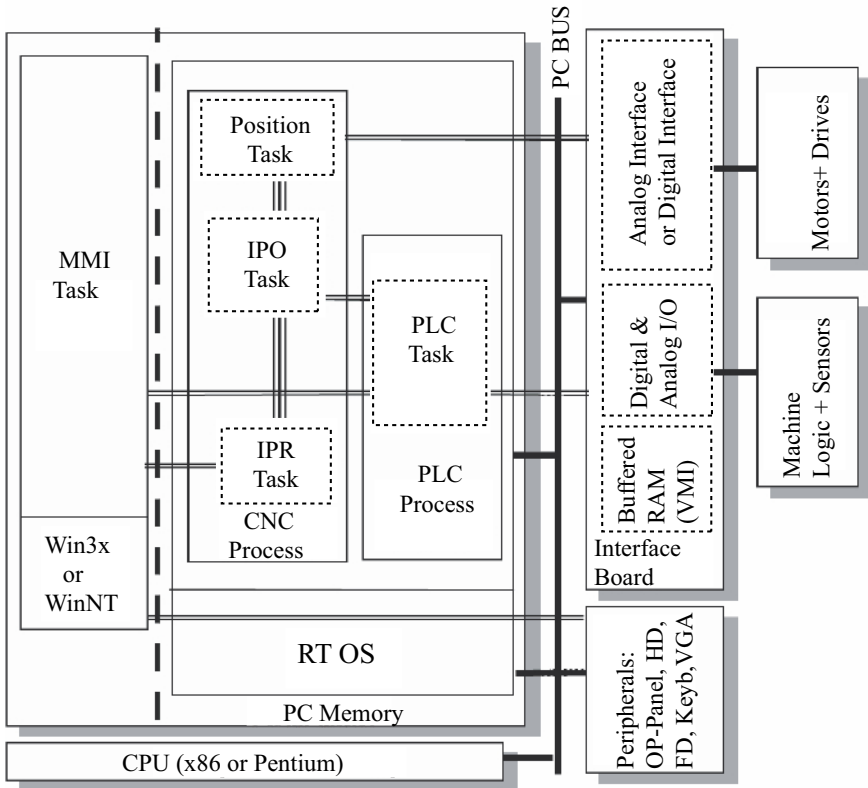 MMI
Task
Win3x
or
WinNT
Position
Task
IPO
Task
IPR
Task
CNC
Process
PLC
Task
PLC
Process
RT OS
PC Memory
CPU (x86 or Pentium)
PC BUS
Analog Interface
or Digital Interface
Digital &
Analog I/O
Buffered
RAM
(VMI)
Interface
Board
Peripherals:
OP-Panel, HD,
FD, Keyb,VGA
Motors+ Drives
Machine
Logic + Sensors